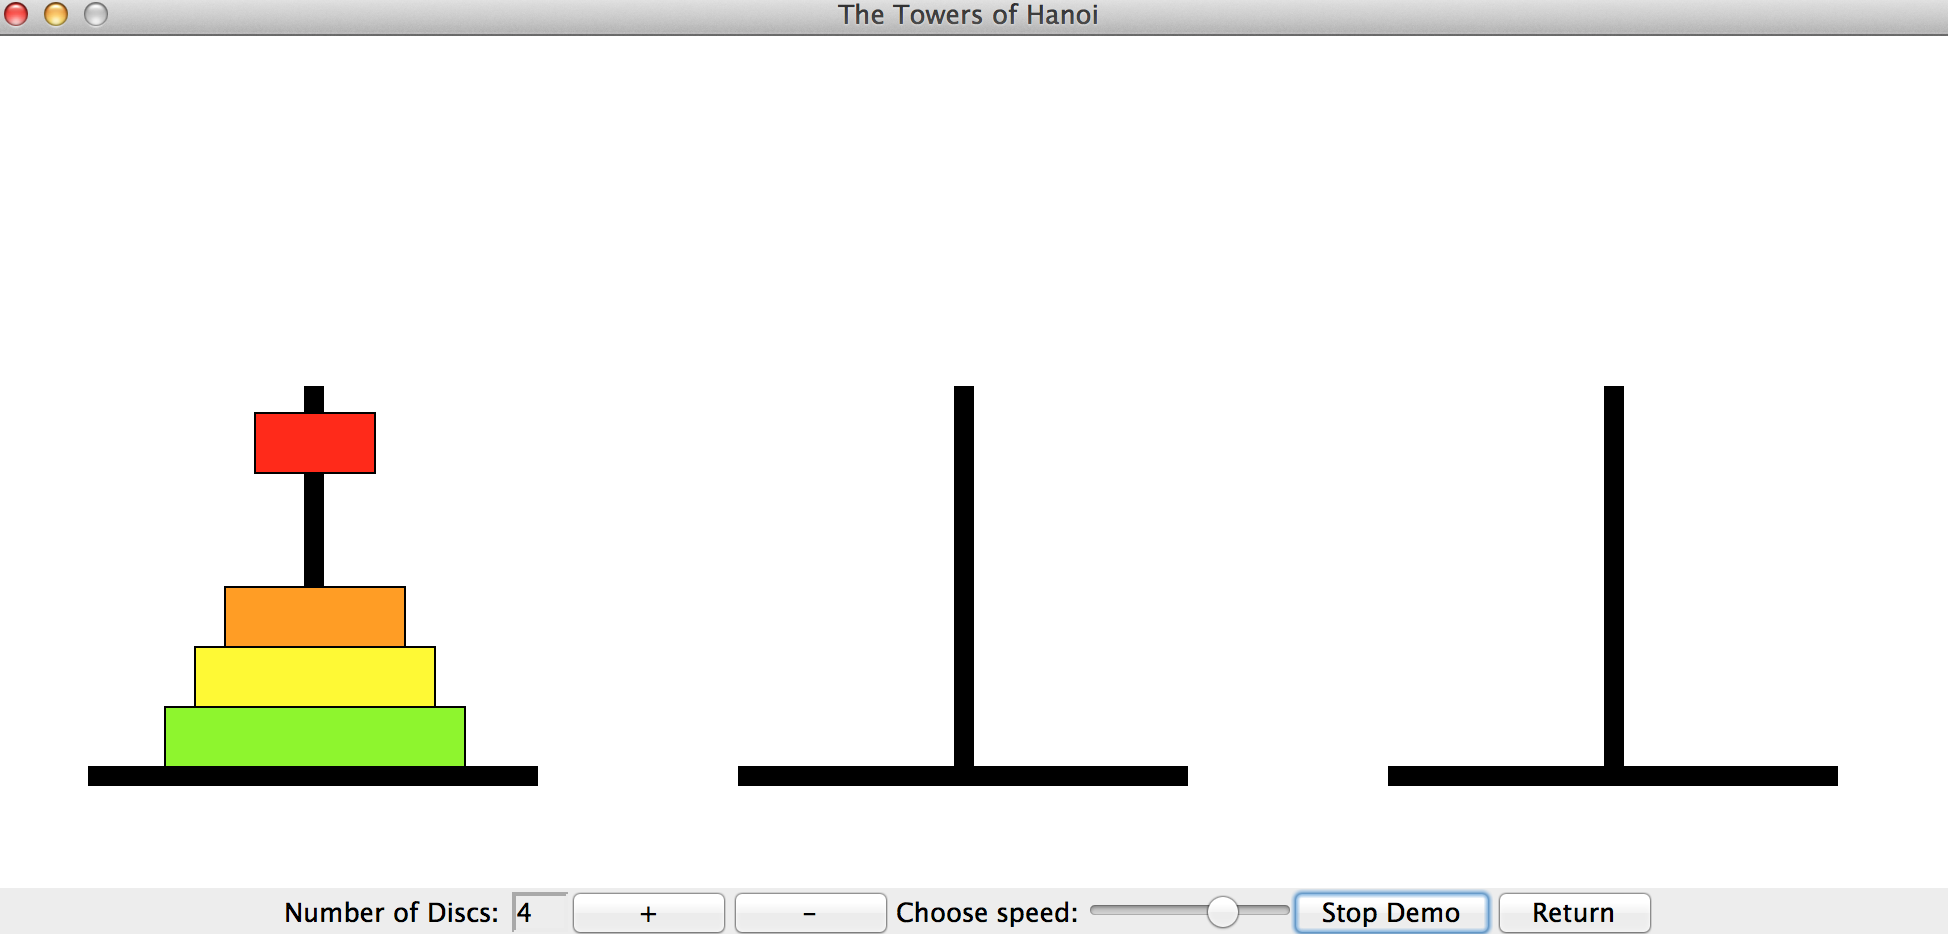 The Towers of Hanoi
Number of Discs: 4 + - Choose speed: Stop Demo Return